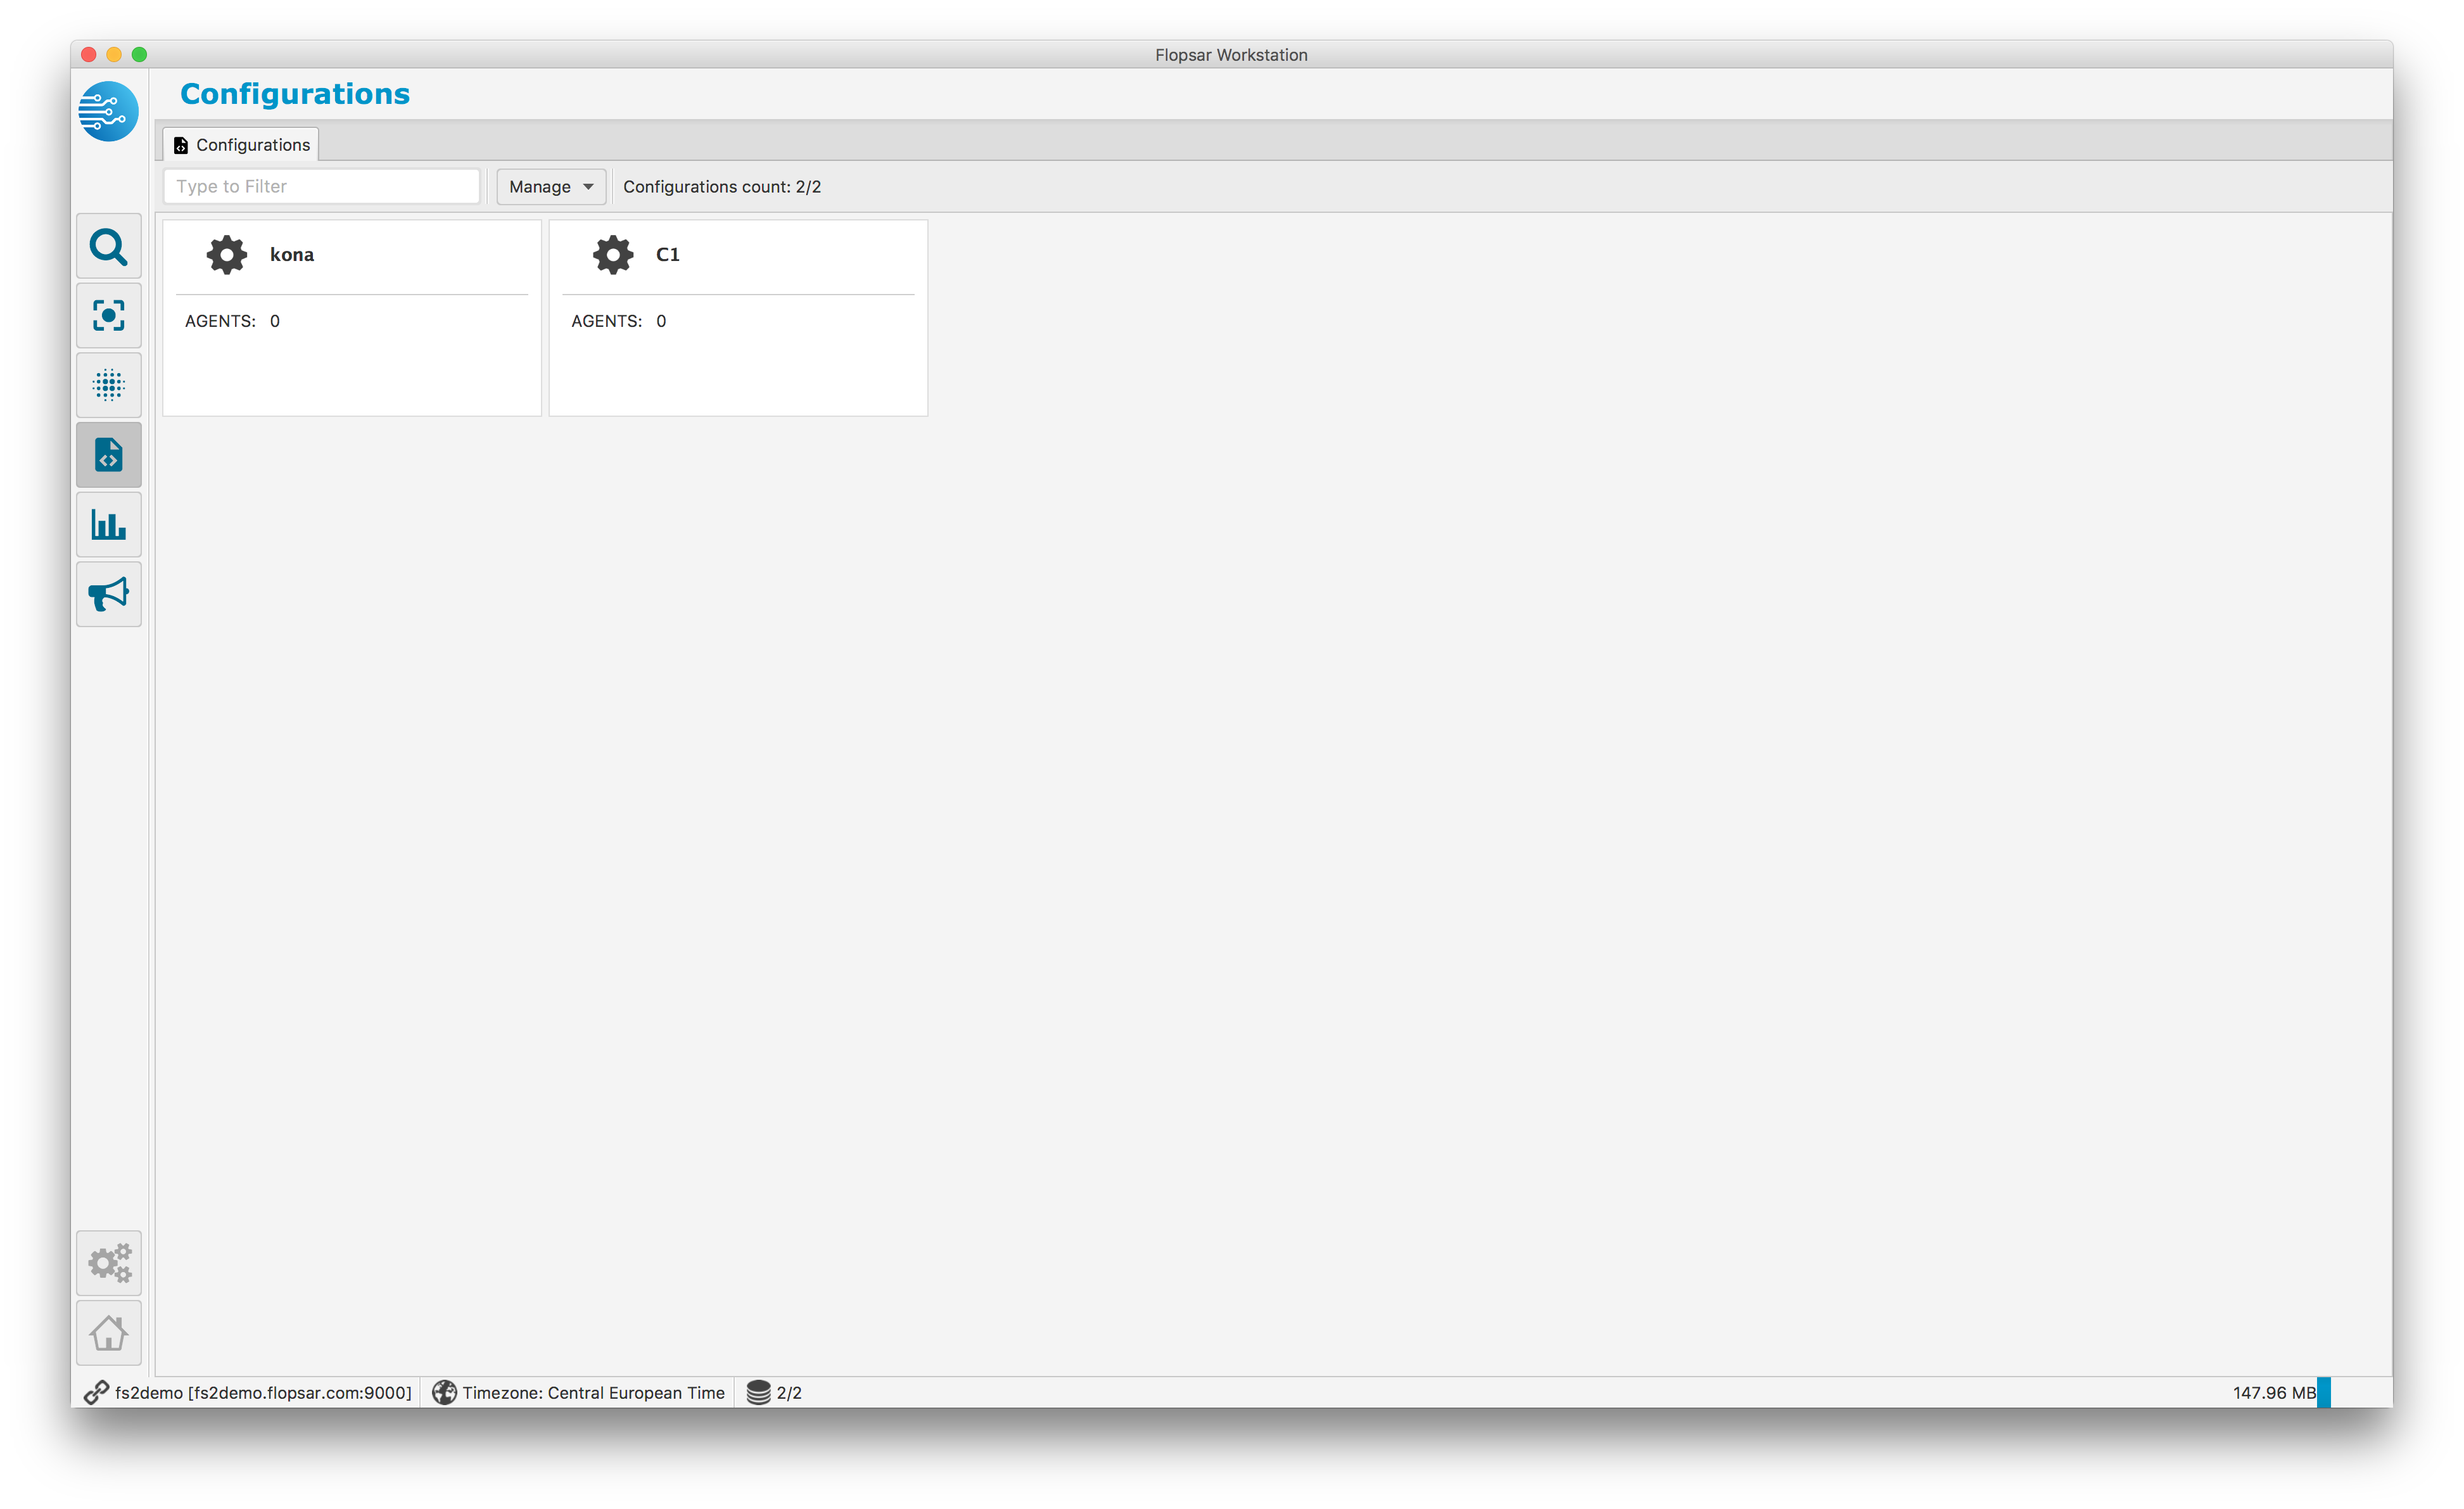 Flopsar Workstation
Configurations
Configurations
Type to Filter
Manage
Configurations count: 2/2
kona
AGENTS: 0
C1
AGENTS: 0
fs2demo [fs2demo.flopsar.com:9000]
Timezone: Central European Time
2/2
147.96 MB